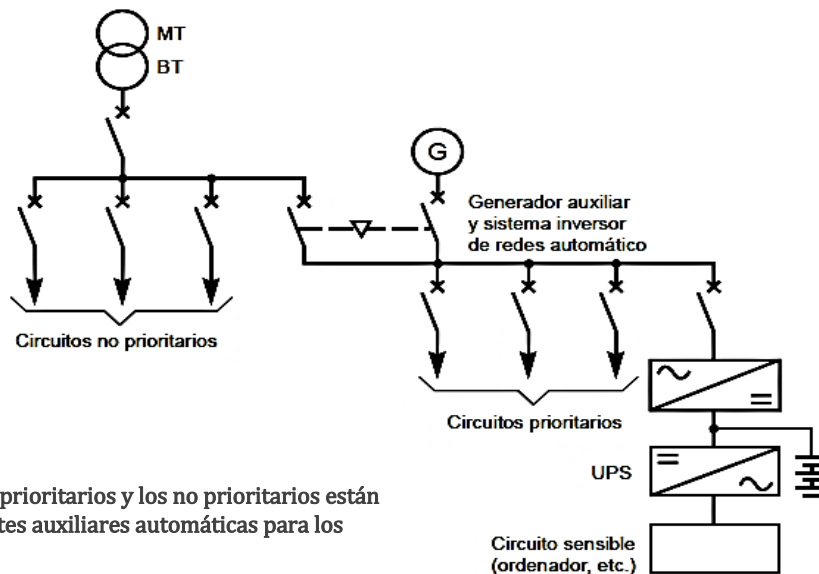 MT
BT
G
Generador auxiliar
y sistema inversor
de redes automático
Circuitos no prioritarios
Circuitos prioritarios
UPS
prioritarios y los no prioritarios están
tes auxiliares automáticas para los
Circuito sensible
(ordenador, etc.)